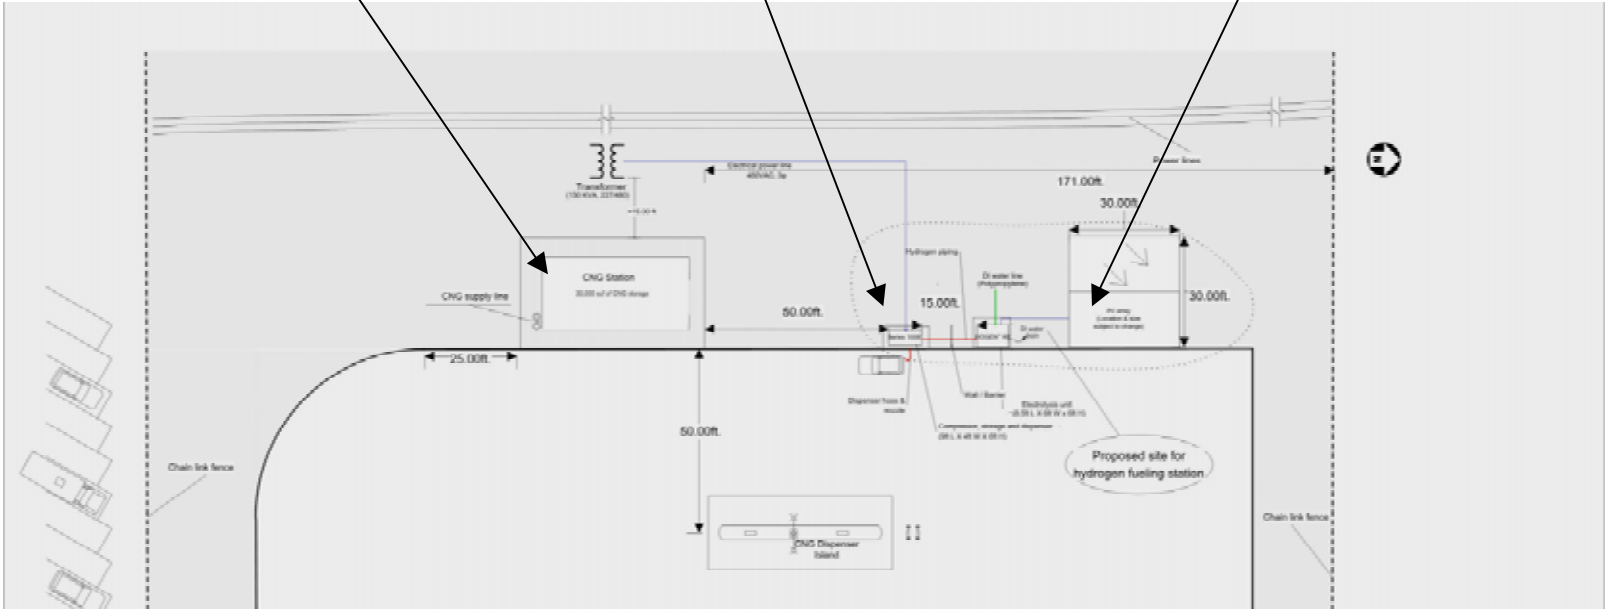 Power lines
Electrical power line
480VAC, 3φ
171.00ft.
Transformer
30.00ft.
Hydrogen piping
CNG Station
DI water line
(Polypropylene)
CNG supply line
15.00ft.
30.00ft.
50.00ft.
PV array
(Location & size
subject to change)
DI water
25.00ft.
Dispenser hose &
nozzle
Wall / Barrier
Electrolysis unit
Compressor, storage and dispenser
50.00ft.
Proposed site for
hydrogen fueling station
Chain link fence
Chain link fence
CNG Dispenser
Island
N